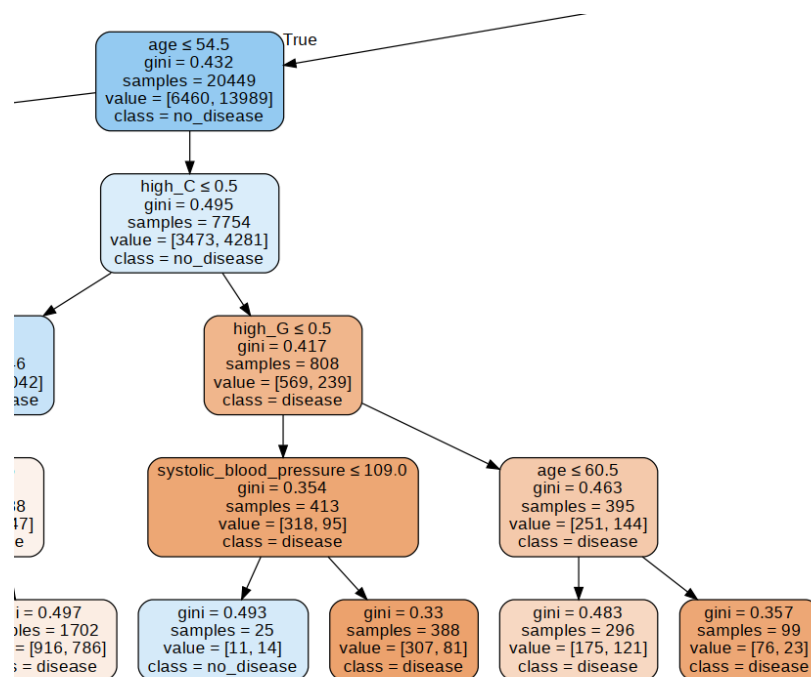 True
age ≤ 54.5
gini = 0.432
samples = 20449
value = [6460, 13989]
class = no_disease
high_C ≤ 0.5
gini = 0.495
samples = 7754
value = [3473, 4281]
class = no_disease
high_G ≤ 0.5
gini = 0.417
samples = 808
value = [569, 239]
class = disease
systolic_blood_pressure ≤ 109.0
gini = 0.354
samples = 413
value = [318, 95]
class = disease
age ≤ 60.5
gini = 0.463
samples = 395
value = [251, 144]
class = disease
= 0.497
= 1702
= [916, 786]
= disease
gini = 0.493
samples = 25
value = [11, 14]
class = no_disease
gini = 0.33
samples = 388
value = [307, 81]
class = disease
gini = 0.483
samples = 296
value = [175, 121]
class = disease
gini = 0.357
samples = 99
value = [76, 23]
class = disease